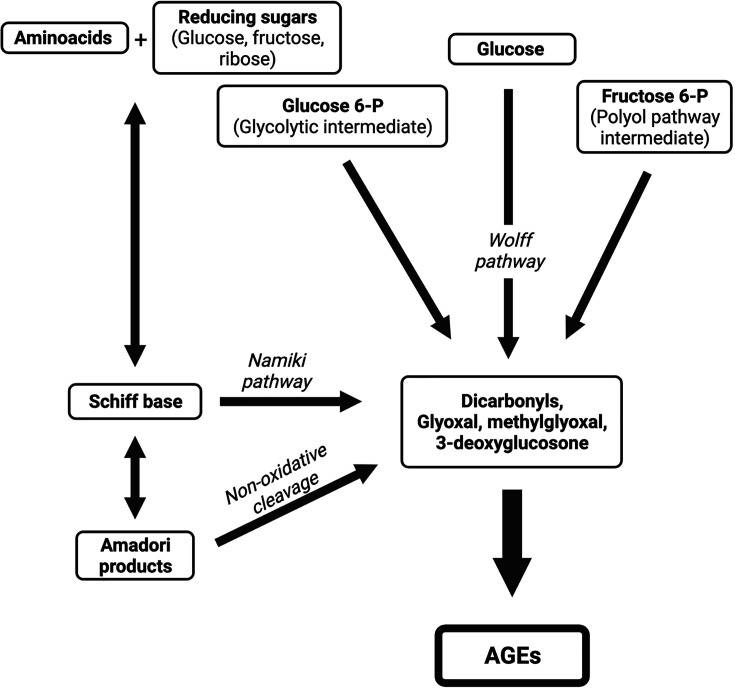 Aminoacids
+
Reducing sugars
(Glucose, fructose,
ribose)
Glucose
Glucose 6-P
(Glycolytic intermediate)
Fructose 6-P
(Polyol pathway
intermediate)
Wolff
pathway
Namiki
pathway
Schiff base
Dicarbonyls,
Glyoxal, methylglyoxal,
3-deoxyglucosone
Non-oxidative
cleavage
Amadori
products
AGEs